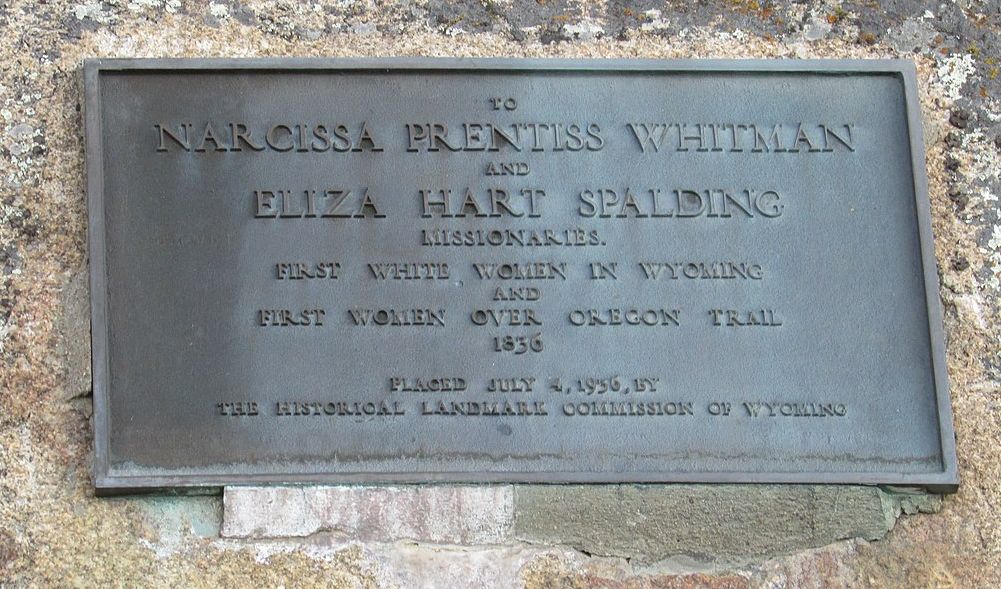 TO
NARCISSA PRENTISS WHITMAN
AND
ELIZA HART SPALDING
MISSIONARIES.
FIRST WHITE WOMEN IN WYOMING
AND
FIRST WOMEN OVER OREGON TRAIL
1836
PLACED JULY 4, 1936, BY
THE HISTORICAL LANDMARK COMMISSION OF WYOMING